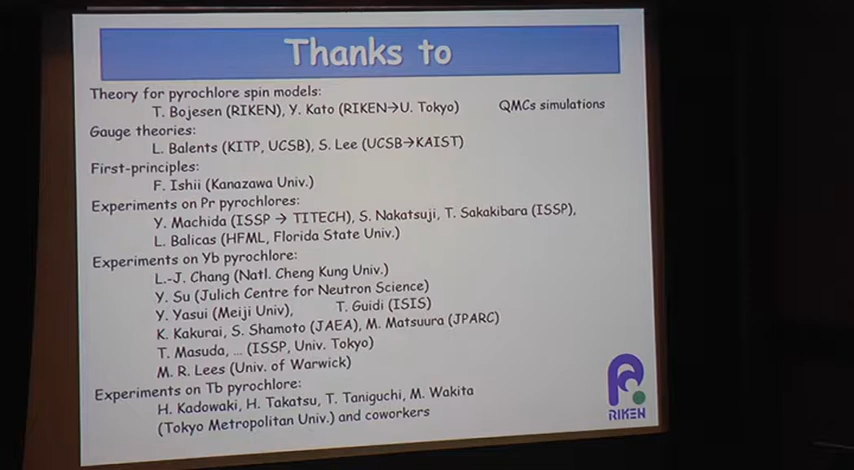 Thanks to
Theory for pyrochlore spin models:
T. Bojesen (RIKEN), Y. Kato (RIKEN→U. Tokyo) QMCs simulations
Gauge theories:
L. Balents (KITP, UCSB), S. Lee (UCSB→KAIST)
First-principles:
F. Ishii (Kanazawa Univ.)
Experiments on Pr pyrochlores:
Y. Machida (ISSP → TITECH), S. Nakatsuji, T. Sakakibara (ISSP),
L. Balicas (HFML, Florida State Univ.)
Experiments on Yb pyrochlore:
L.-J. Chang (Natl. Cheng Kung Univ.)
Y. Su (Julich Centre for Neutron Science)
Y. Yasui (Meiji Univ), T. Guidi (ISIS)
K. Kakurai, S. Shamoto (JAEA), M. Matsuura (JPARC)
T. Masuda, ... (ISSP, Univ. Tokyo)
M. R. Lees (Univ. of Warwick)
Experiments on Tb pyrochlore:
H. Kadowaki, H. Takatsu, T. Taniguchi, M. Wakita
(Tokyo Metropolitan Univ.) and coworkers
RIKEN